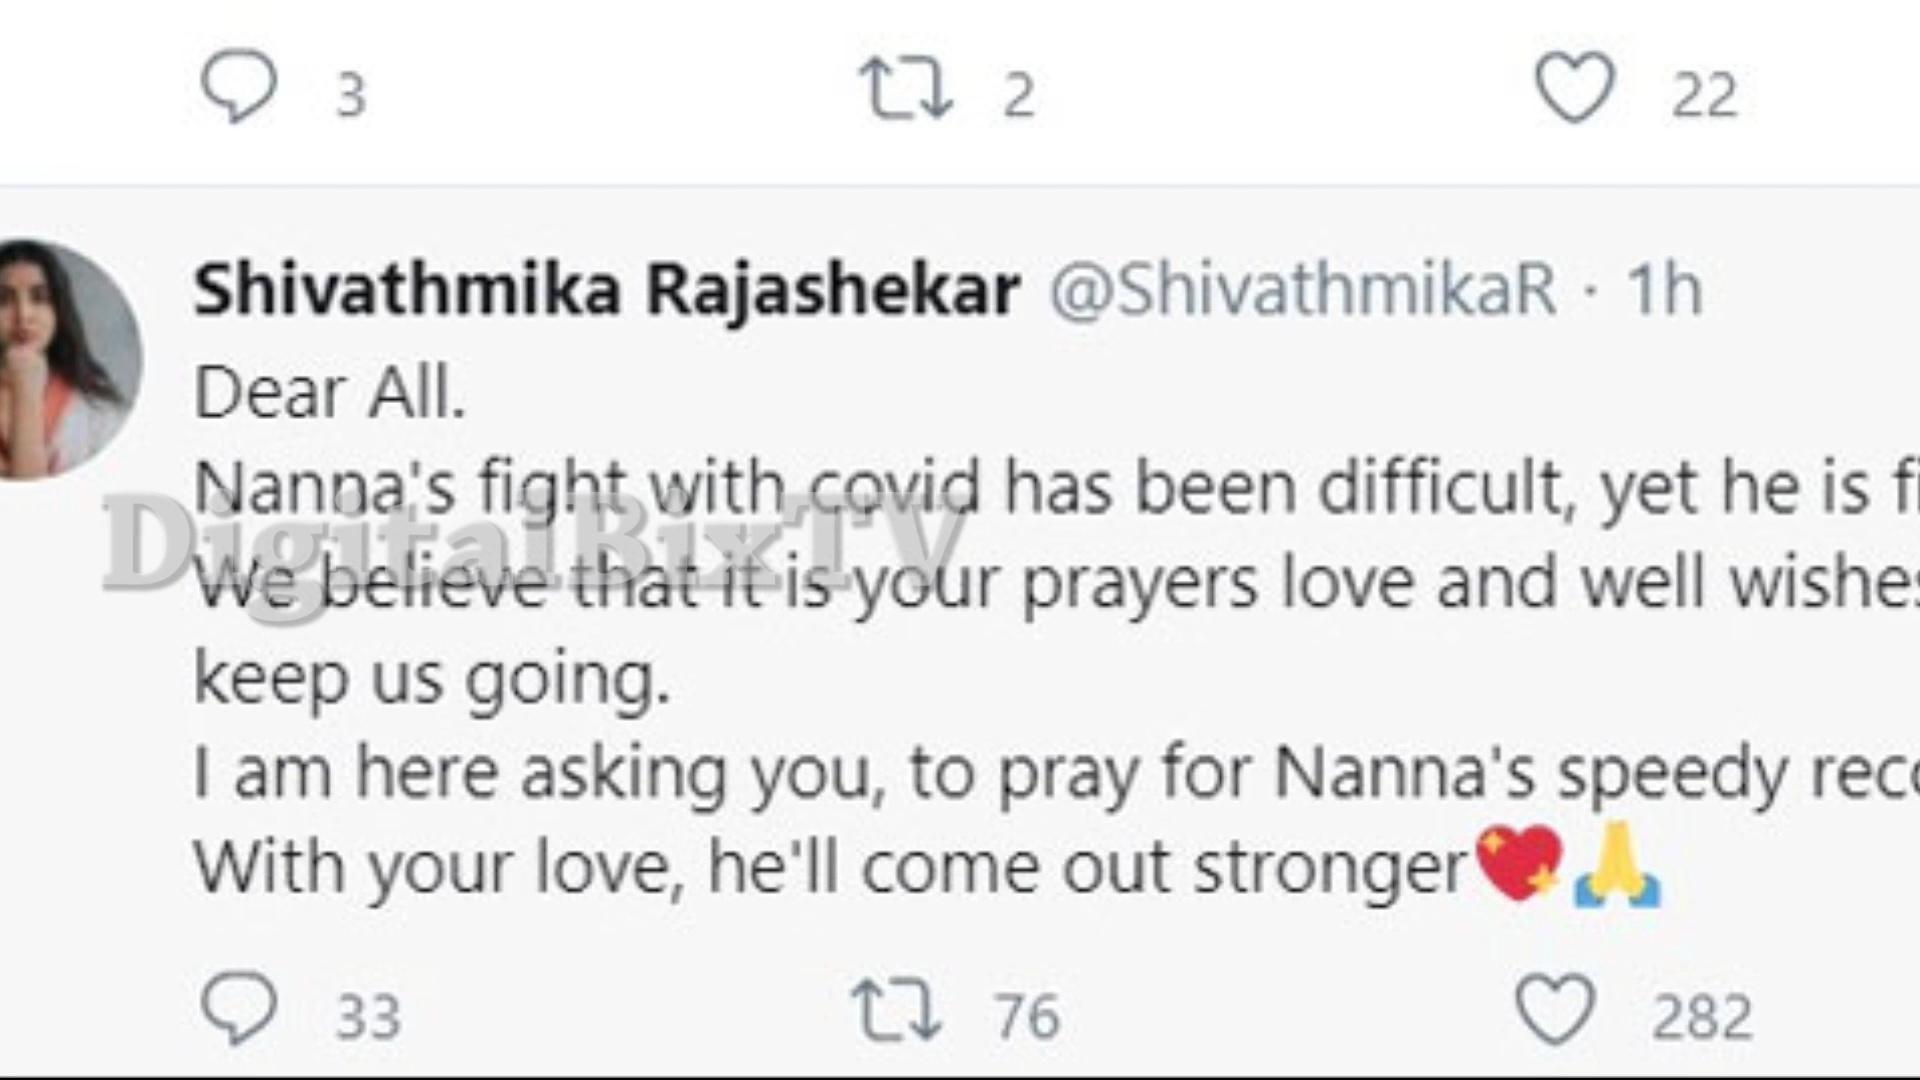 3 2 22
Shivathmika Rajashekar @ShivathmikaR · 1h
Dear All.
Nanna's fight with covid has been difficult, yet he is
DigitalBixTV
We believe that it is your prayers love and well wishes
keep us going.
I am here asking you, to pray for Nanna's speedy
With your love, he'll come out stronger💖🙏
33 76 282